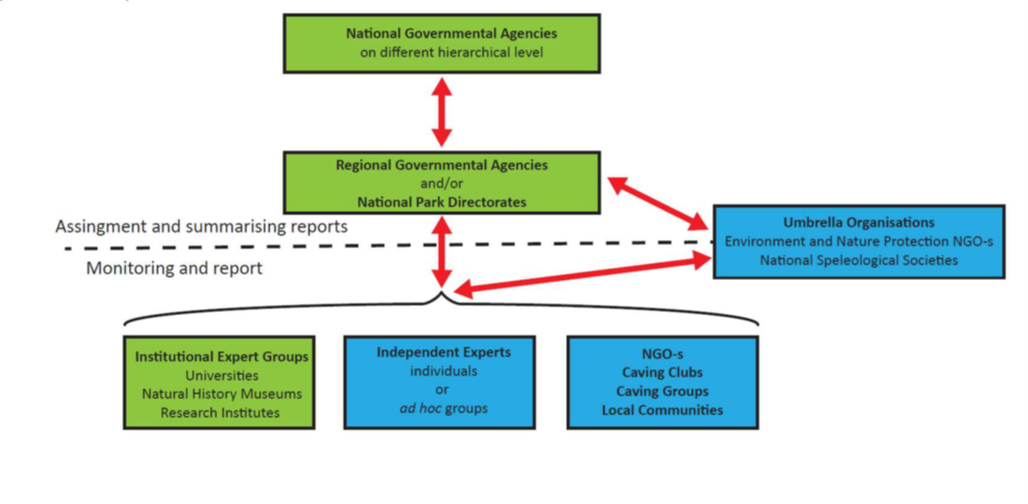 National Governmental Agencies
on different hierarchical level
Regional Governmental Agencies
and/or
National Park Directorates
Assingment and summarising reports
Umbrella Organisations
Environment and Nature Protection NGO-s
National Speleological Societies
Monitoring and report
Institutional Expert Groups
Universities
Natural History Museums
Research Institutes
Independent Experts
individuals
or
ad hoc groups
NGO-s
Caving Clubs
Caving Groups
Local Communities